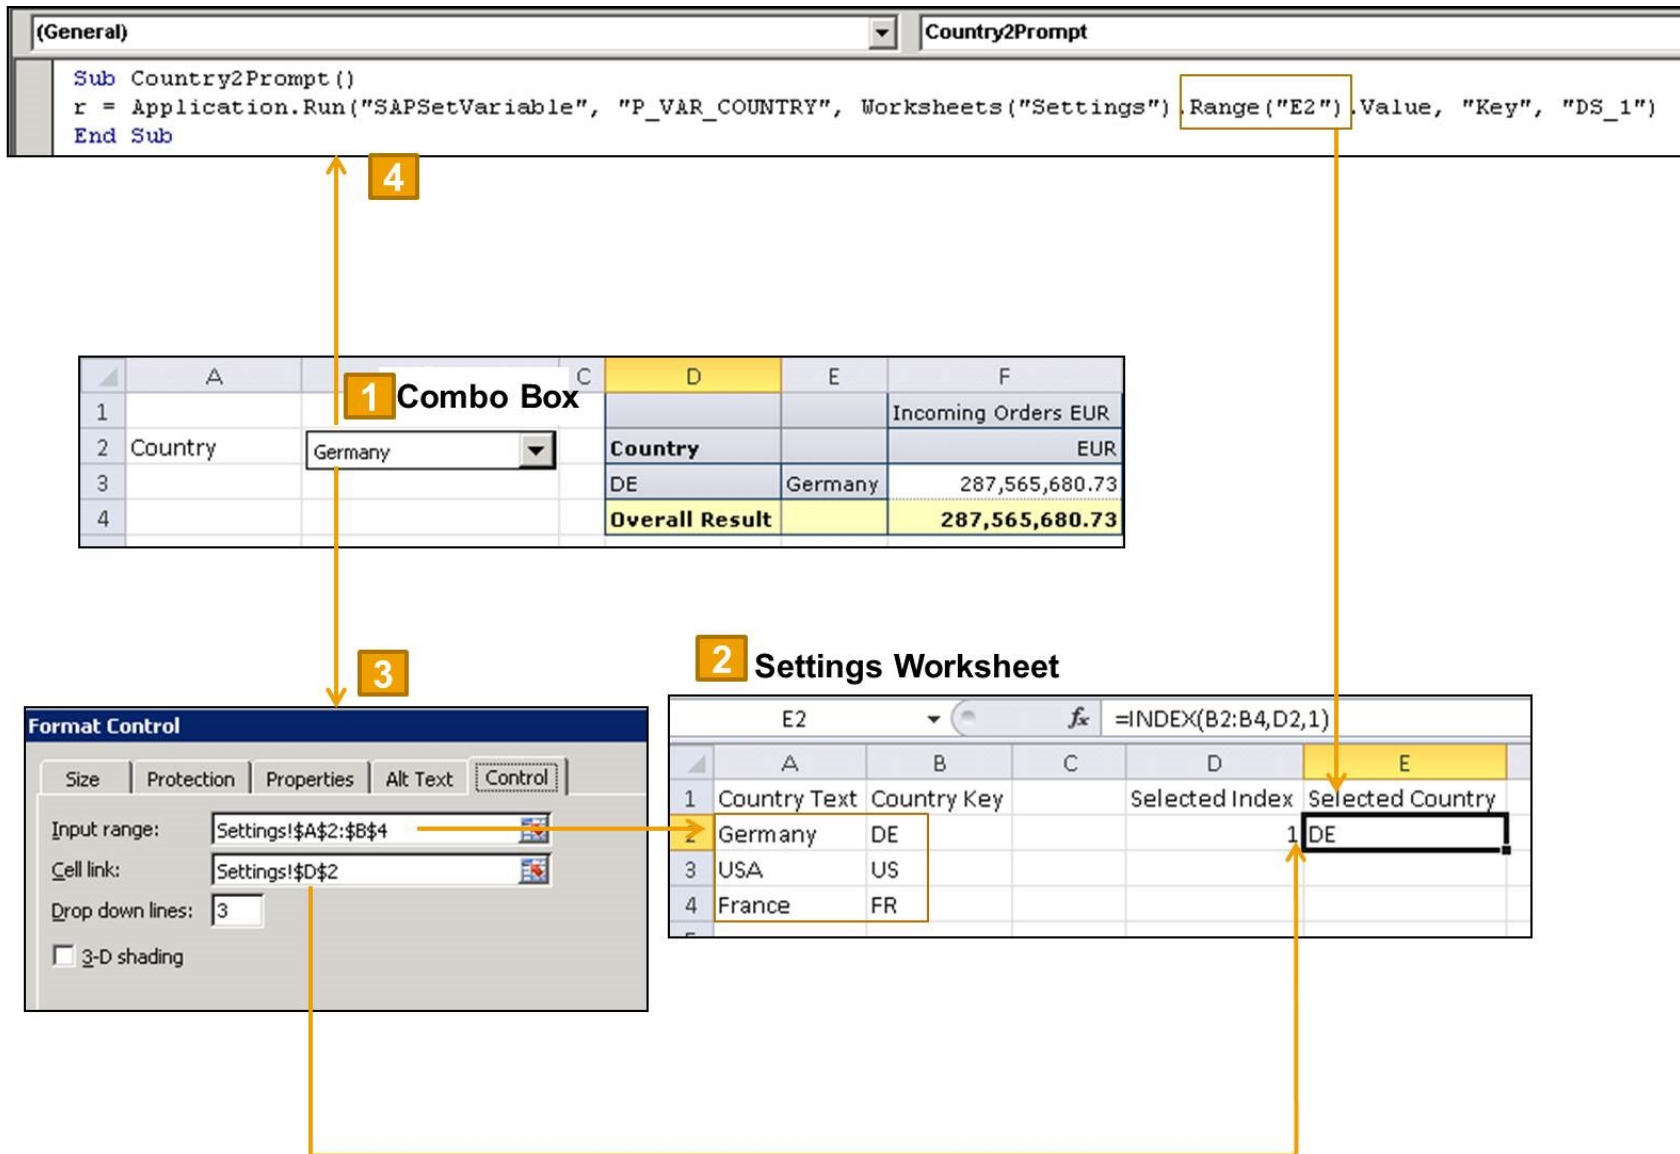 (General) Country2Prompt
Sub Country2Prompt()
r = Application.Run("SAPSetVariable", "P_VAR_COUNTRY", Worksheets("Settings").Range("E2").Value, "Key", "DS_1")
End Sub
4
A C D E F
1 Combo Box
1 Incoming Orders EUR
2 Country Germany Country EUR
3 DE Germany 287,565,680.73
4 Overall Result 287,565,680.73
3
2 Settings Worksheet
Format Control
Size Protection Properties Alt Text Control
Input range: Settings!$A$2:$B$4
Cell link: Settings!$D$2
Drop down lines: 3
3-D shading
E2 fx =INDEX(B2:B4,D2,1)
A B C D E
1 Country Text Country Key Selected Index Selected Country
2 Germany DE 1 DE
3 USA US
4 France FR